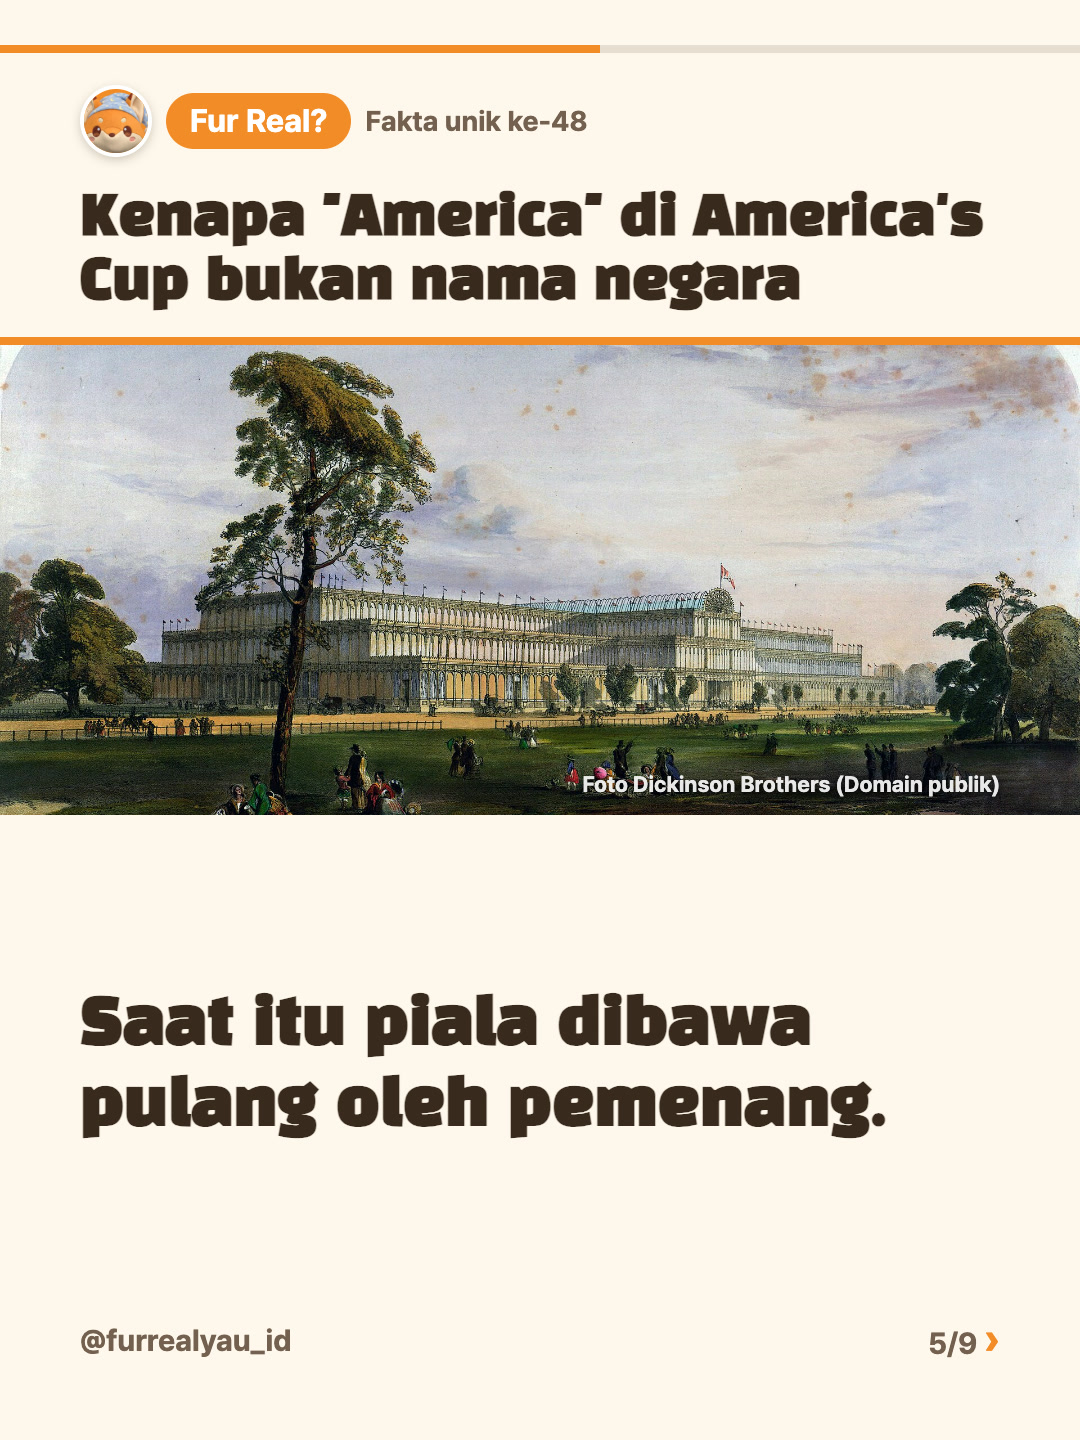 Fur Real?
Fakta unik ke-48
Kenapa "America" di America's
Cup bukan nama negara
Foto Dickinson Brothers (Domain publik)
Saat itu piala dibawa
pulang oleh pemenang.
@furrealyau_id
5/9 ›